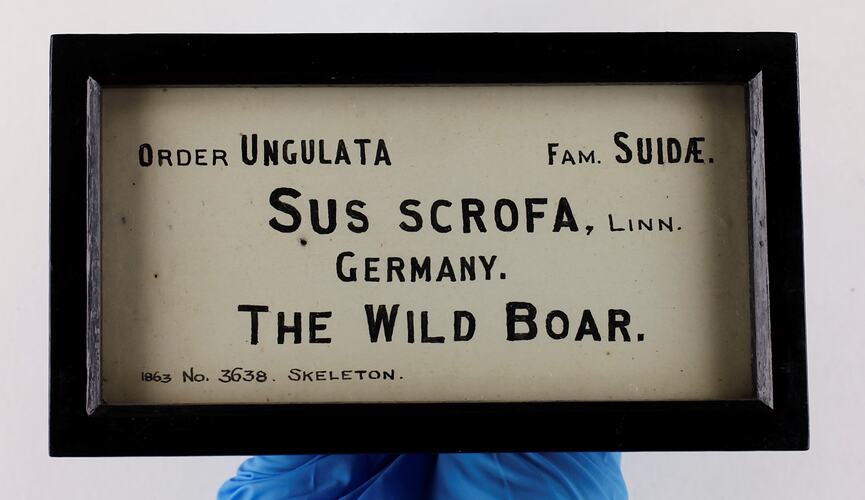 Order Ungulata Fam. Suidæ.
Sus scrofa, Linn.
Germany.
The Wild Boar.
1863 No. 3638. Skeleton.